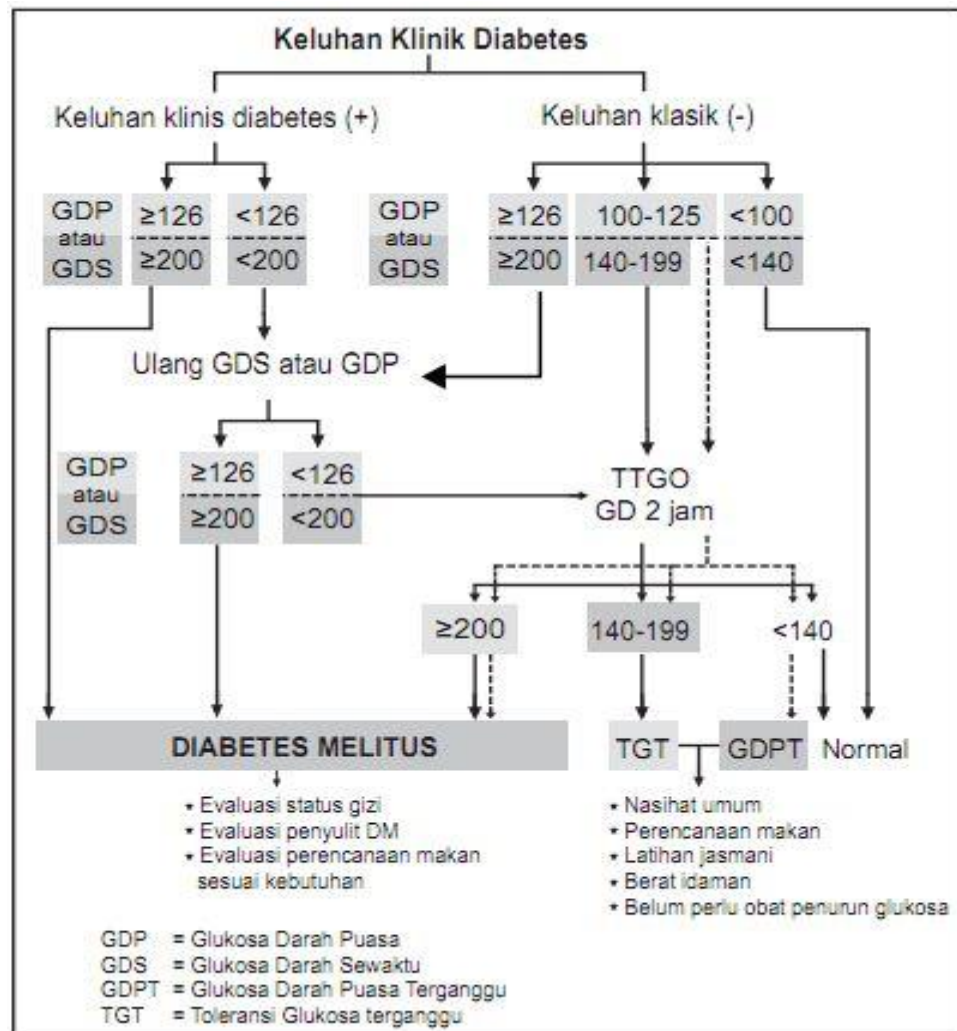 Keluhan Klinik Diabetes
Keluhan klinis diabetes (+)
Keluhan klasik (-)
GDP
atau
GDS
≥126
≥200
<126
<200
GDP
atau
GDS
≥126
≥200
100-125
140-199
<100
<140
Ulang GDS atau GDP
GDP
atau
GDS
≥126
≥200
<126
<200
TTGO
GD 2 jam
≥200
140-199
<140
DIABETES MELITUS
TGT
GDPT
Normal
* Evaluasi status gizi
* Evaluasi penyulit DM
* Evaluasi perencanaan makan
sesuai kebutuhan
* Nasihat umum
* Perencanaan makan
* Latihan jasmani
* Berat idaman
* Belum perlu obat penurun glukosa
GDP = Glukosa Darah Puasa
GDS = Glukosa Darah Sewaktu
GDPT = Glukosa Darah Puasa Terganggu
TGT = Toleransi Glukosa terganggu